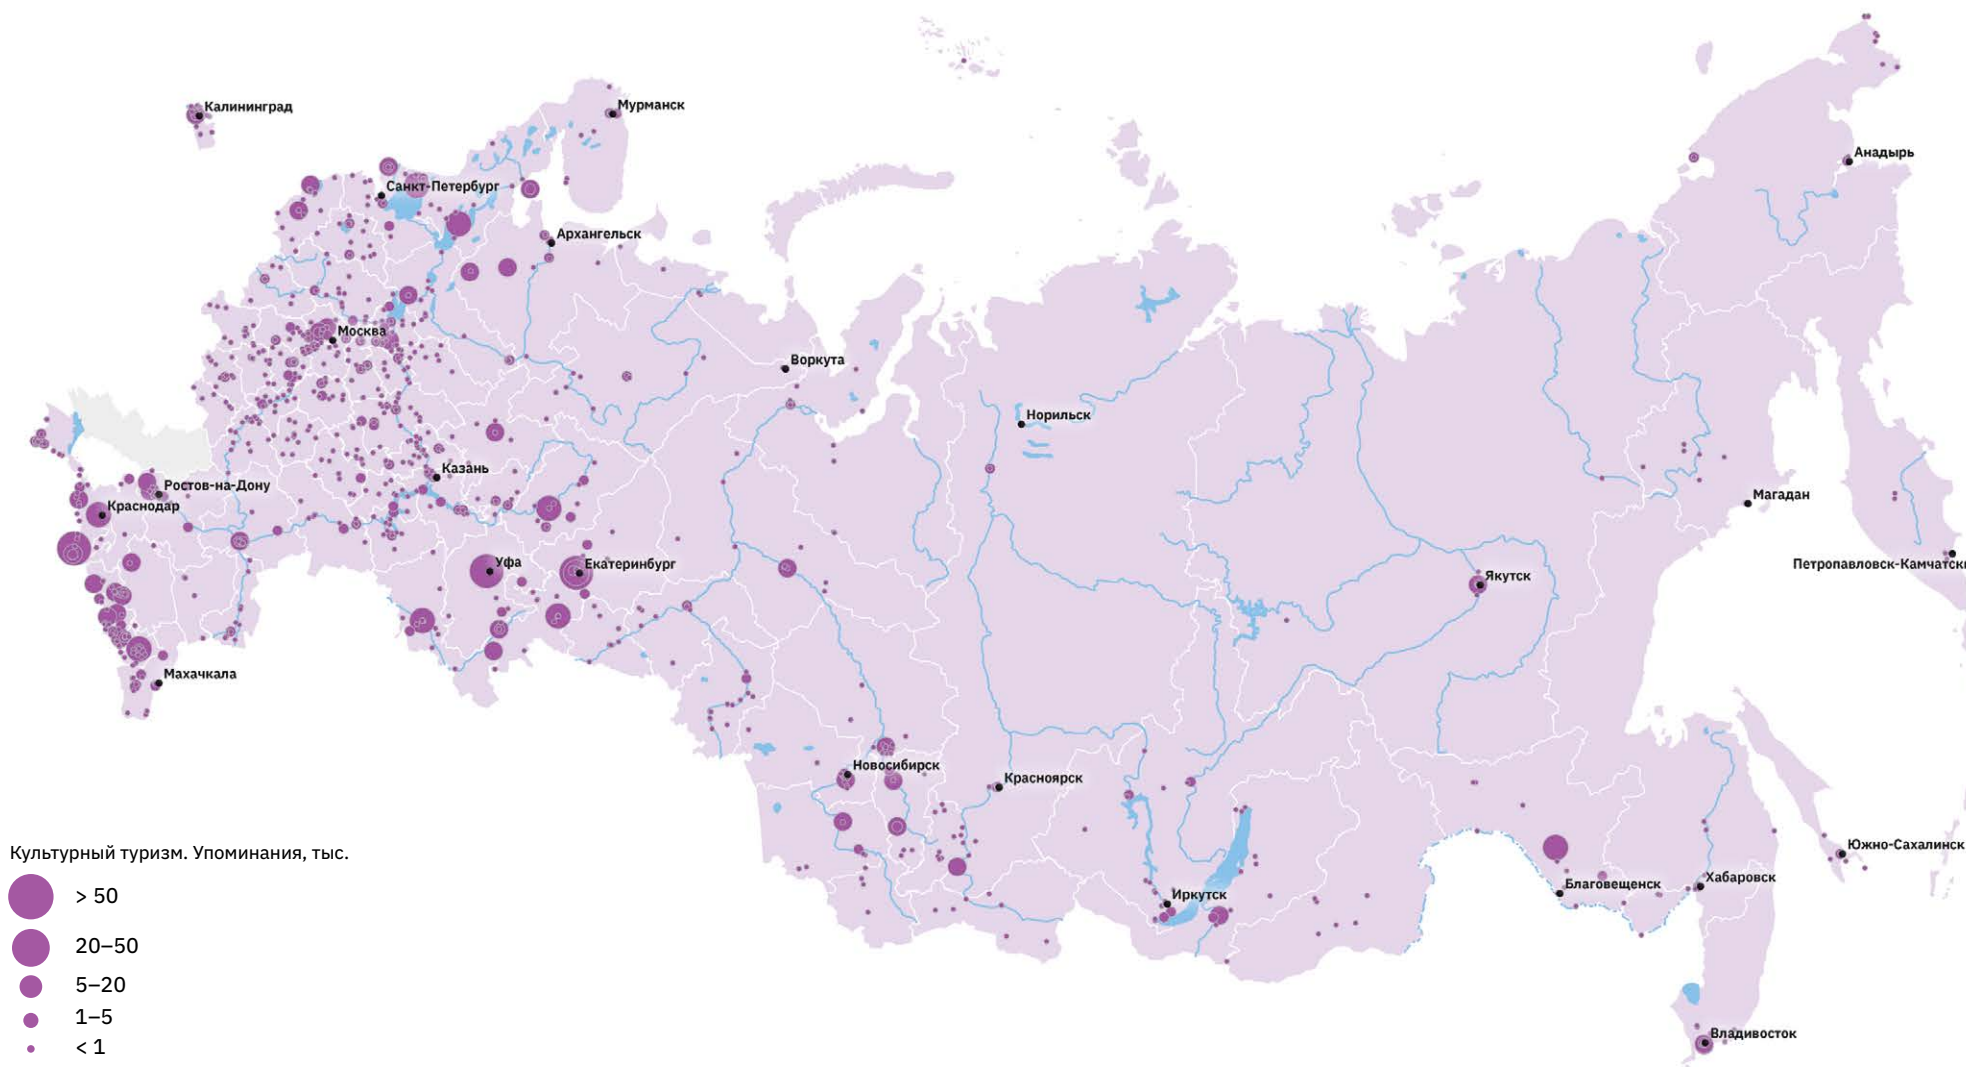 Калининград
Мурманск
Анадырь
Санкт-Петербург
Архангельск
Москва
Воркута
Норильск
Казань
Ростов-на-Дону
Магадан
Краснодар
Уфа
Екатеринбург
Петропавловск-Камчатск
Якутск
Махачкала
Новосибирск
Красноярск
Культурный туризм. Упоминания, тыс.
> 50
20–50
5–20
1–5
< 1
Южно-Сахалинск
Хабаровск
Благовещенск
Иркутск
Владивосток